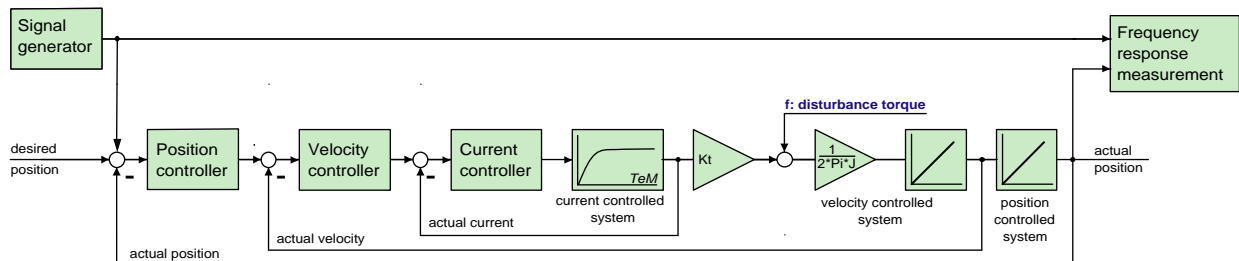 Signal
generator
Frequency
response
measurement
f: disturbance torque
desired
position
Position
controller
Velocity
controller
Current
controller
TeM
current controlled
system
Kt
1
2*Pi*J
velocity controlled
system
position
controlled
system
actual
position
actual current
actual velocity
actual position